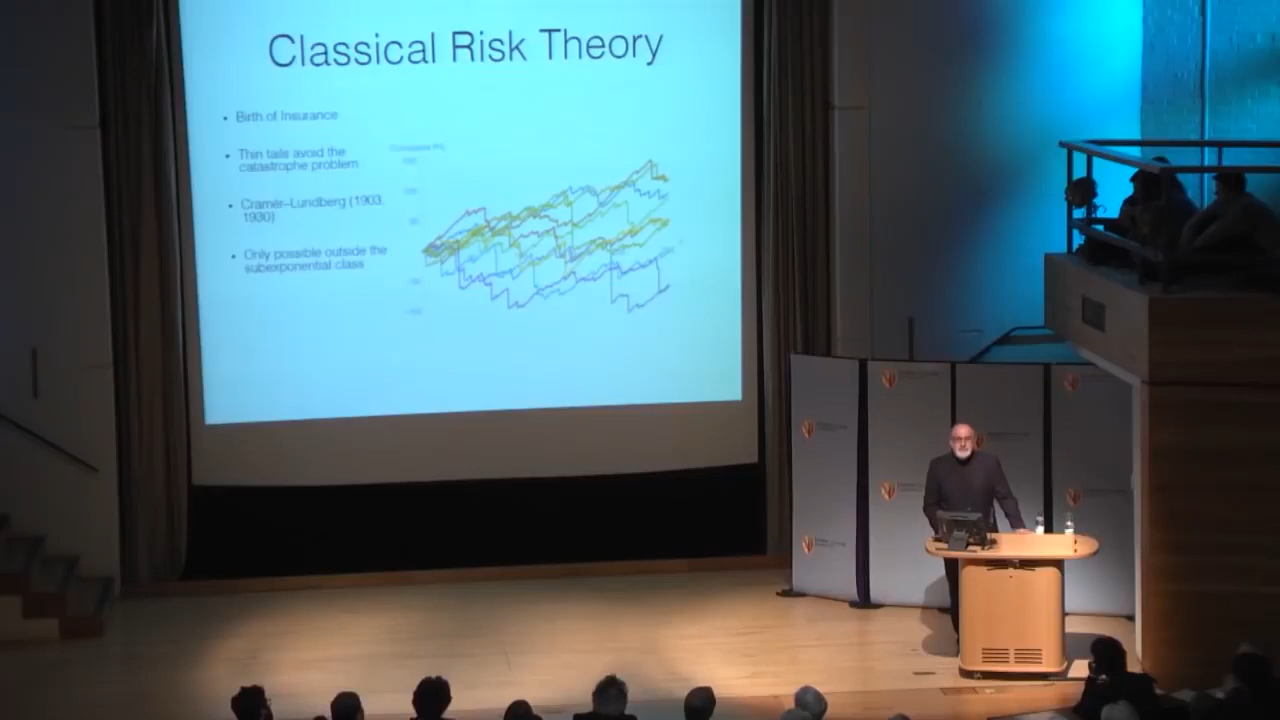 Classical Risk Theory
• Birth of Insurance
• Thin tails avoid the
catastrophe problem
• Cramér–Lundberg (1903,
1930)
• Only possible outside the
subexponential class